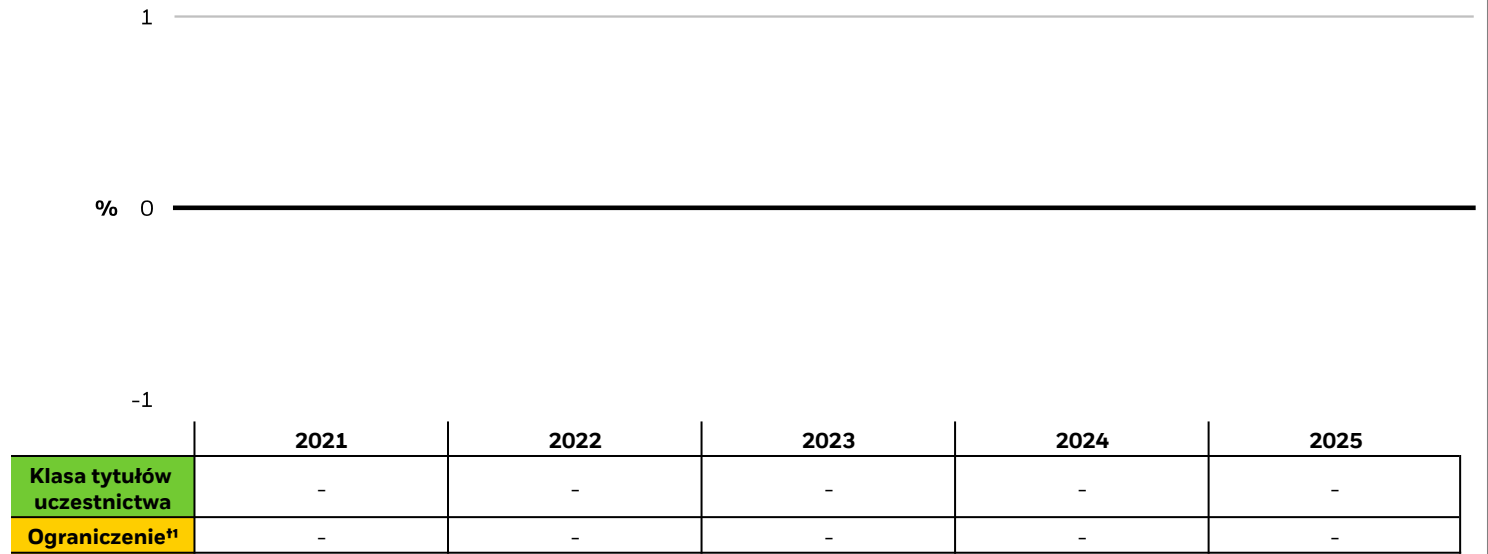 1
% 0
-1
2021 2022 2023 2024 2025
Klasa tytułów
uczestnictwa - - - - -
Ograniczenie†1 - - - - -